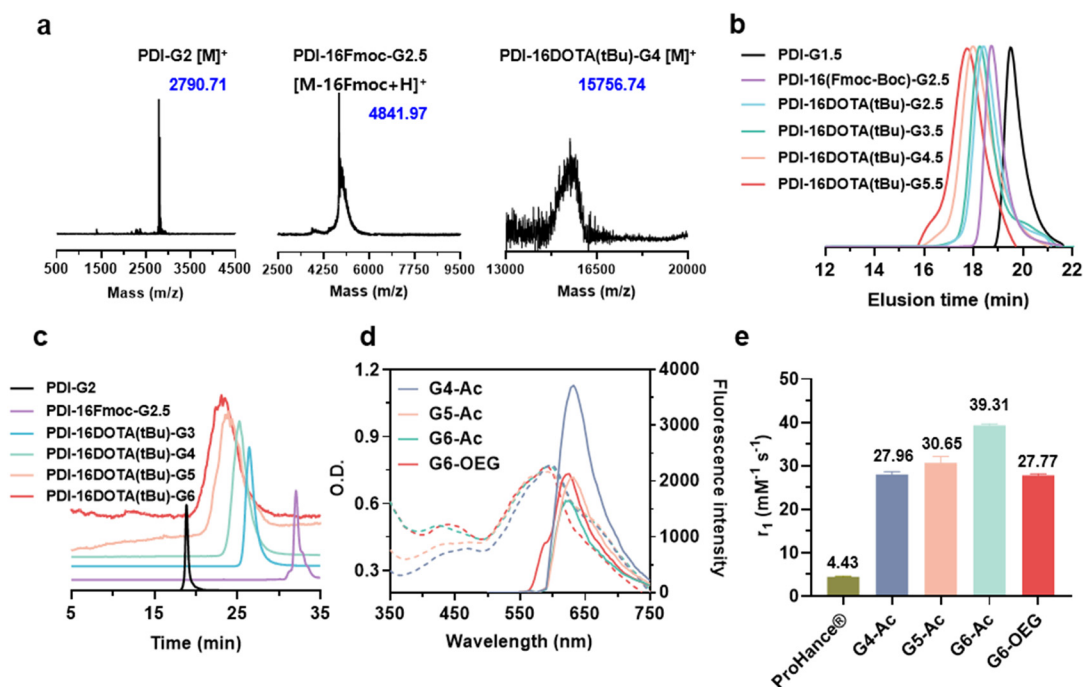 a
PDI-G2 [M]⁺
2790.71
PDI-16Fmoc-G2.5
[M-16Fmoc+H]⁺
4841.97
PDI-16DOTA(tBu)-G4 [M]⁺
15756.74
500 1500 2500 3500 4500
Mass (m/z)
2500 4250 6000 7750 9500
Mass (m/z)
13000 16500 20000
Mass (m/z)
b
PDI-G1.5
PDI-16(Fmoc-Boc)-G2.5
PDI-16DOTA(tBu)-G2.5
PDI-16DOTA(tBu)-G3.5
PDI-16DOTA(tBu)-G4.5
PDI-16DOTA(tBu)-G5.5
12 14 16 18 20 22
Elusion time (min)
c
PDI-G2
PDI-16Fmoc-G2.5
PDI-16DOTA(tBu)-G3
PDI-16DOTA(tBu)-G4
PDI-16DOTA(tBu)-G5
PDI-16DOTA(tBu)-G6
5 15 25 35
Time (min)
d
1.2
0.9
0.6
0.3
O.D.
G4-Ac
G5-Ac
G6-Ac
G6-OEG
4000
3000
2000
1000
0
Fluorescence intensity
350 450 550 650 750
Wavelength (nm)
e
r₁ (mM⁻¹ s⁻¹)
50
40
30
20
10
0
4.43
27.96
30.65
39.31
27.77
ProHance®
G4-Ac
G5-Ac
G6-Ac
G6-OEG